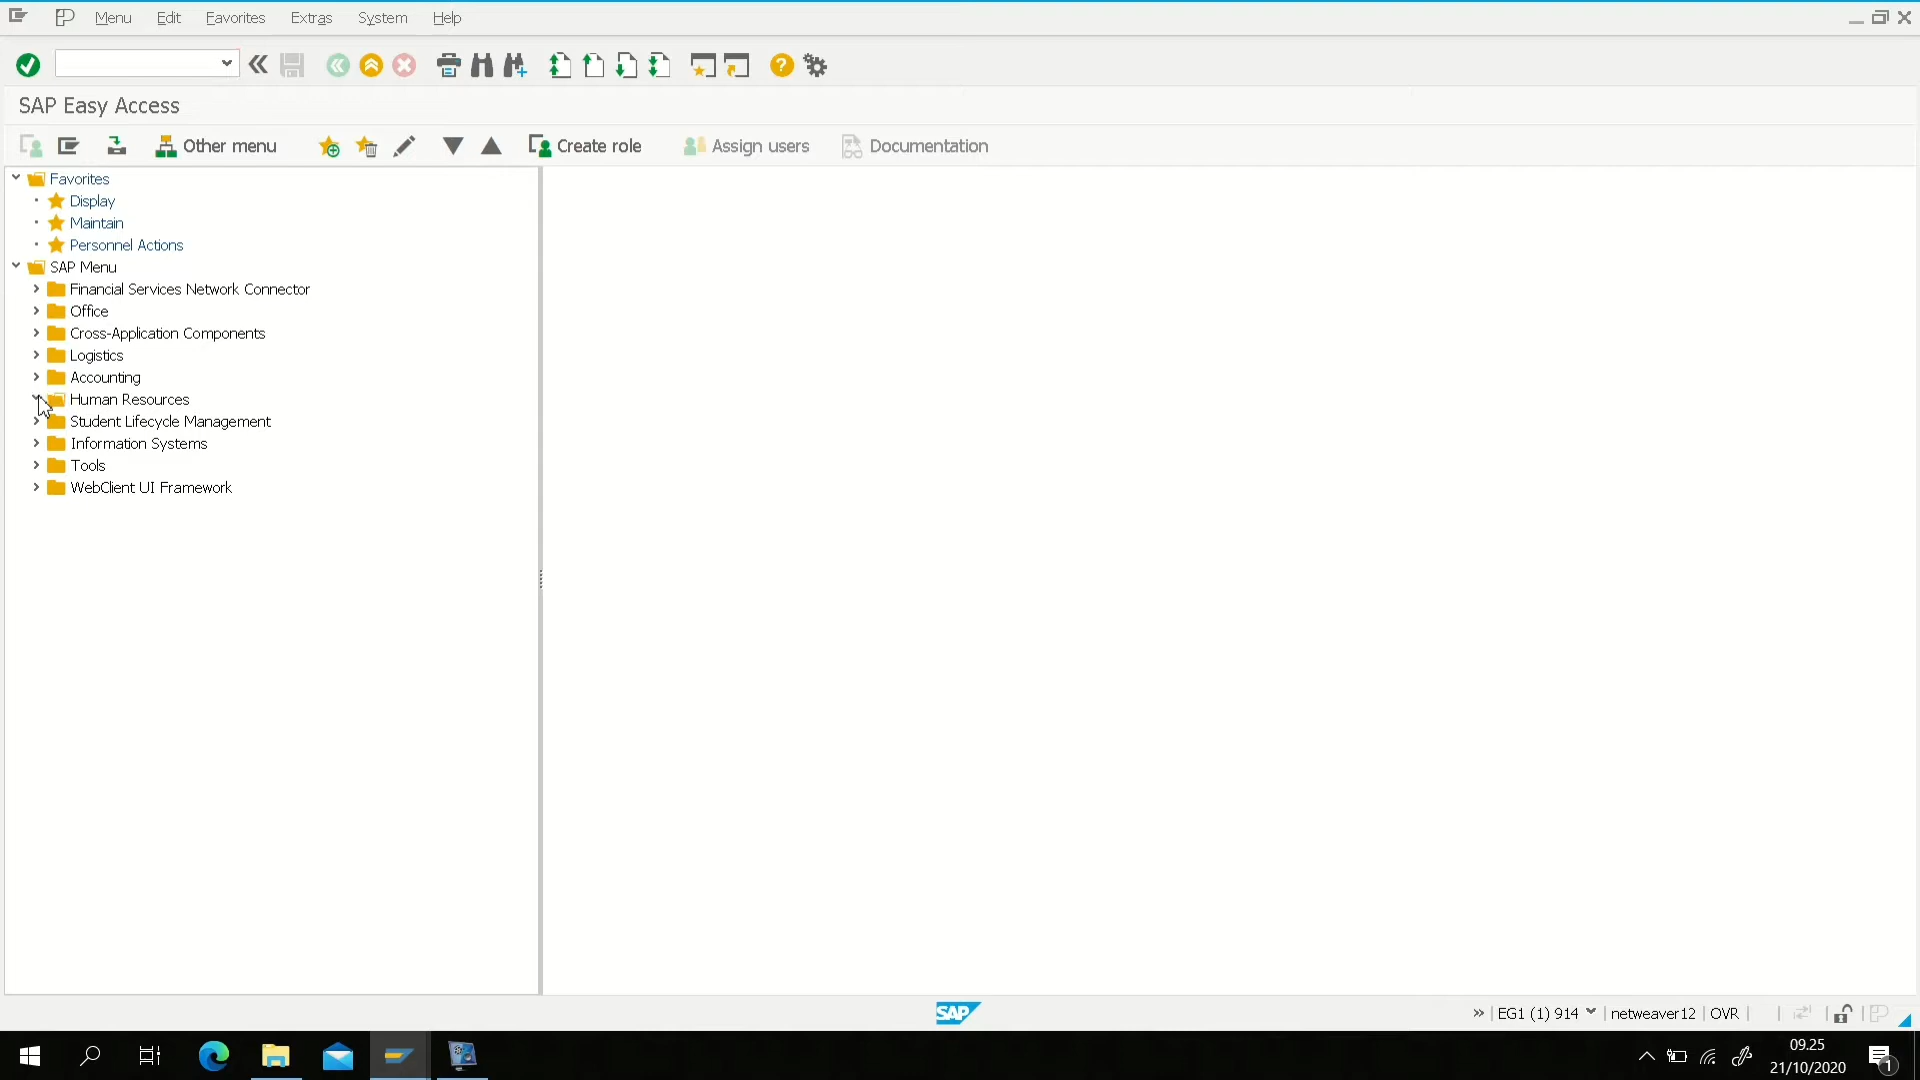 Menu Edit Favorites Extras System Help
SAP Easy Access
Other menu Create role Assign users Documentation
Favorites
Display
Maintain
Personnel Actions
SAP Menu
Financial Services Network Connector
Office
Cross-Application Components
Logistics
Accounting
Human Resources
Student Lifecycle Management
Information Systems
Tools
WebClient UI Framework
SAP
EG1 (1) 914 netweaver12 OVR
09.25
21/10/2020
1